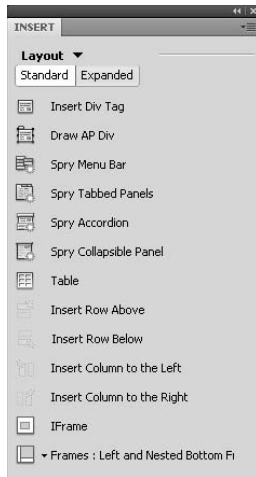 INSERT
Layout
Standard Expanded
Insert Div Tag
Draw AP Div
Spry Menu Bar
Spry Tabbed Panels
Spry Accordion
Spry Collapsible Panel
Table
Insert Row Above
Insert Row Below
Insert Column to the Left
Insert Column to the Right
IFrame
Frames : Left and Nested Bottom Fr